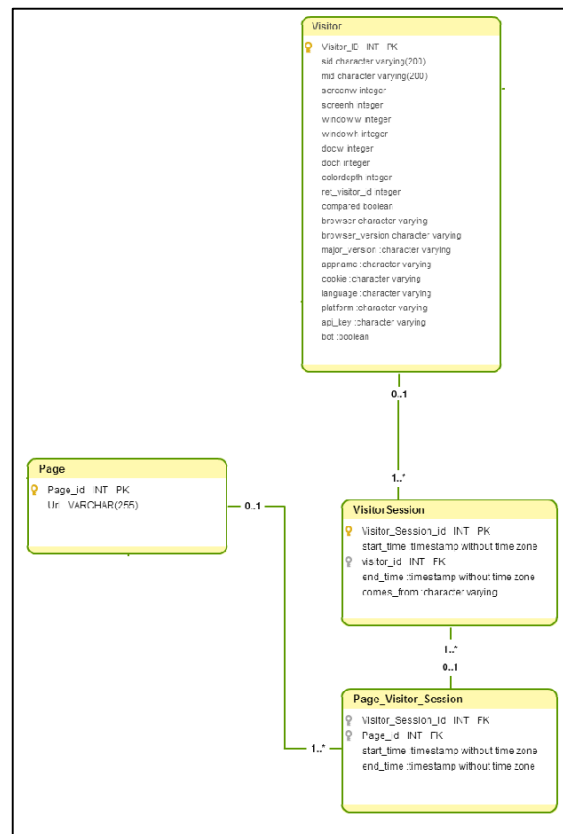 Visitor
Visitor_ID INT PK
sid character varying(200)
mid character varying(200)
screenw integer
screenh integer
windoww integer
windowh integer
docw integer
doch integer
colordepth integer
ret_visitor_id integer
compared boolean
browser character varying
browser_version character varying
major_version :character varying
appname :character varying
cookie :character varying
language :character varying
platform :character varying
api_key :character varying
bot :boolean
0..1
1..*
Page
Page_id INT PK
Url VARCHAR(255)
0..1
VisitorSession
Visitor_Session_id INT PK
start_time :timestamp without time zone
visitor_id INT FK
end_time :timestamp without time zone
comes_from :character varying
1..*
0..1
Page_Visitor_Session
Visitor_Session_id INT FK
Page_id INT FK
start_time :timestamp without time zone
end_time :timestamp without time zone
1..*